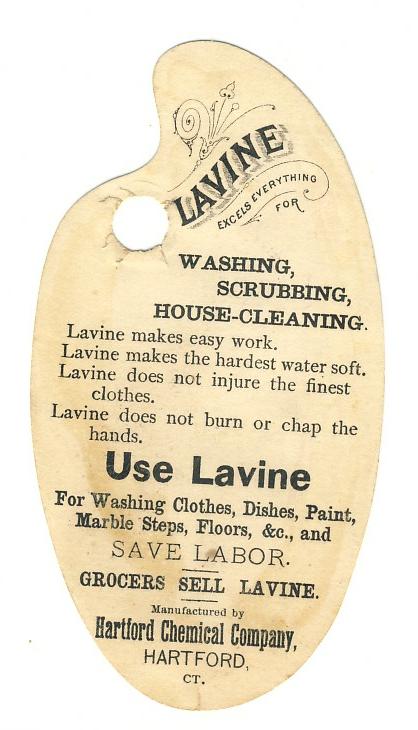 LAVINE
EXCELS EVERYTHING
FOR
WASHING,
SCRUBBING,
HOUSE-CLEANING.
Lavine makes easy work.
Lavine makes the hardest water soft.
Lavine does not injure the finest
clothes.
Lavine does not burn or chap the
hands.
Use Lavine
For Washing Clothes, Dishes, Paint,
Marble Steps, Floors, &c., and
SAVE LABOR.
GROCERS SELL LAVINE.
Manufactured by
Hartford Chemical Company,
HARTFORD,
CT.